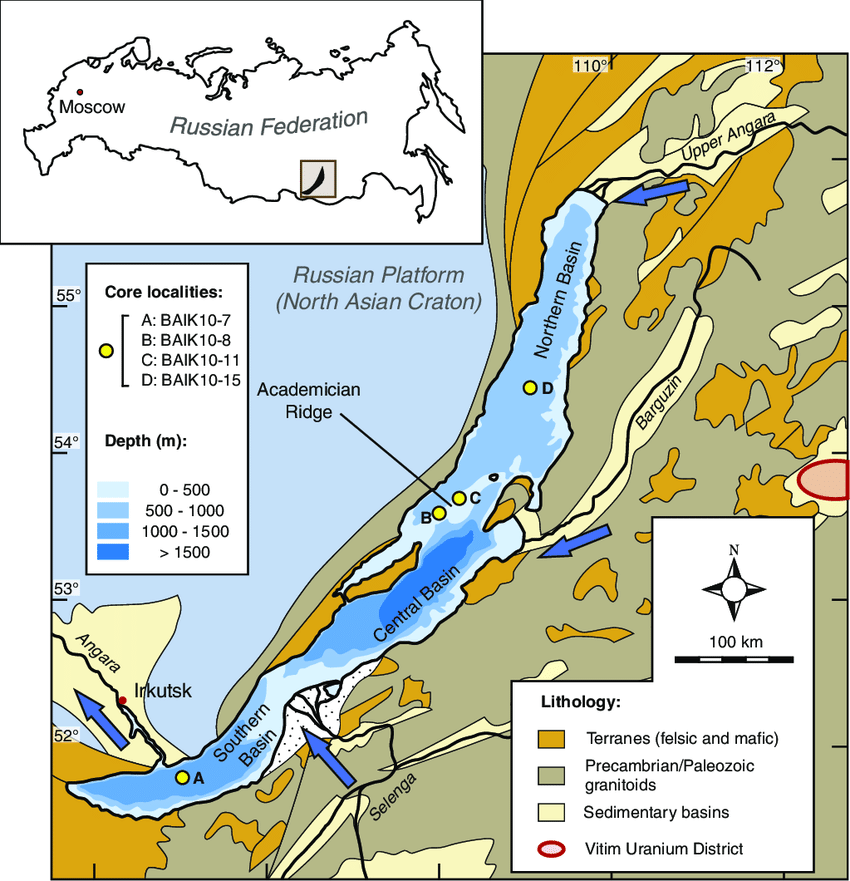 Moscow
Russian Federation
110°
112°
Upper Angara
Russian Platform
(North Asian Craton)
55°
54°
53°
52°
Core localities:
A: BAIK10-7
B: BAIK10-8
C: BAIK10-11
D: BAIK10-15
Depth (m):
0 - 500
500 - 1000
1000 - 1500
> 1500
Academician
Ridge
Northern Basin
D
C
B
Barguzin
Central Basin
Angara
Irkutsk
Southern
Basin
A
Selenga
N
100 km
Lithology:
Terranes (felsic and mafic)
Precambrian/Paleozoic
granitoids
Sedimentary basins
Vitim Uranium District